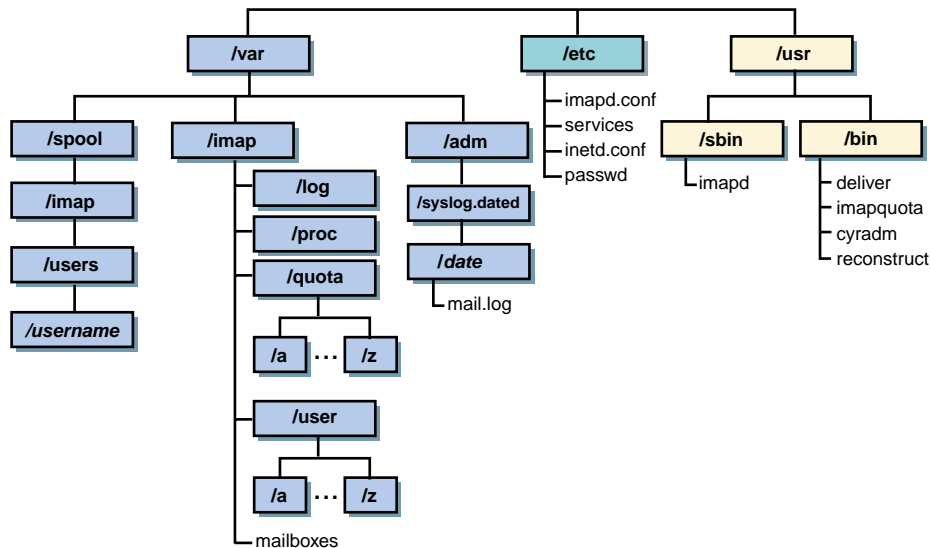 /var
/etc
/usr
imapd.conf
services
inetd.conf
passwd
/spool
/imap
/adm
/sbin
/bin
imapd
deliver
imapquota
cyradm
reconstruct
/imap
/users
/username
/log
/proc
/quota
/a ... /z
/user
/a ... /z
mailboxes
/syslog.dated
/date
mail.log